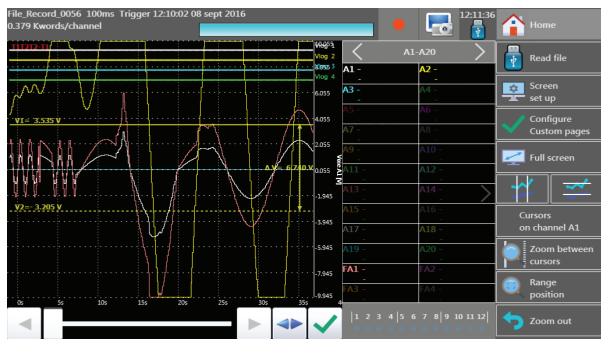 File_Record_0056 100ms Trigger 12:10:02 08 sept 2016
0.379 Kwords/channel
12:11:36
Home
Read file
Screen
set up
Configure
Custom pages
Full screen
Cursors
on channel A1
Zoom between
cursors
Range
position
Zoom out
Vlog 2
Vlog 4
6.055
4.055
2.055
0.055
-1.945
-3.945
-5.945
-7.945
-9.945
V1= 3.535 V
Δ V= 6.740 V
V2=- 3.205 V
0s 5s 10s 15s 20s 25s 30s 35s 4
A1-A20
A1 - A2 -
A3 - A4 -
A5 - A6 -
A7 - A8 -
A9 - A10 -
A11 - A12 -
A13 - A14 -
A15 - A16 -
A17 - A18 -
A19 - A20 -
FA1 - FA2 -
FA3 - FA4 -
1 2 3 4 5 6 7 8 9 10 11 12